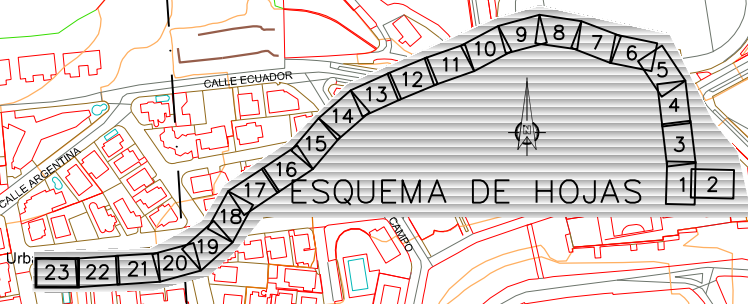 9 8 7 6 5 4 3 1 2
10 11 12 13 14 15 16 17 18 19 20 21 22 23
CALLE ECUADOR
N
CALLE ARGENTINA
ESQUEMA DE HOJAS
CAMPO
Urb